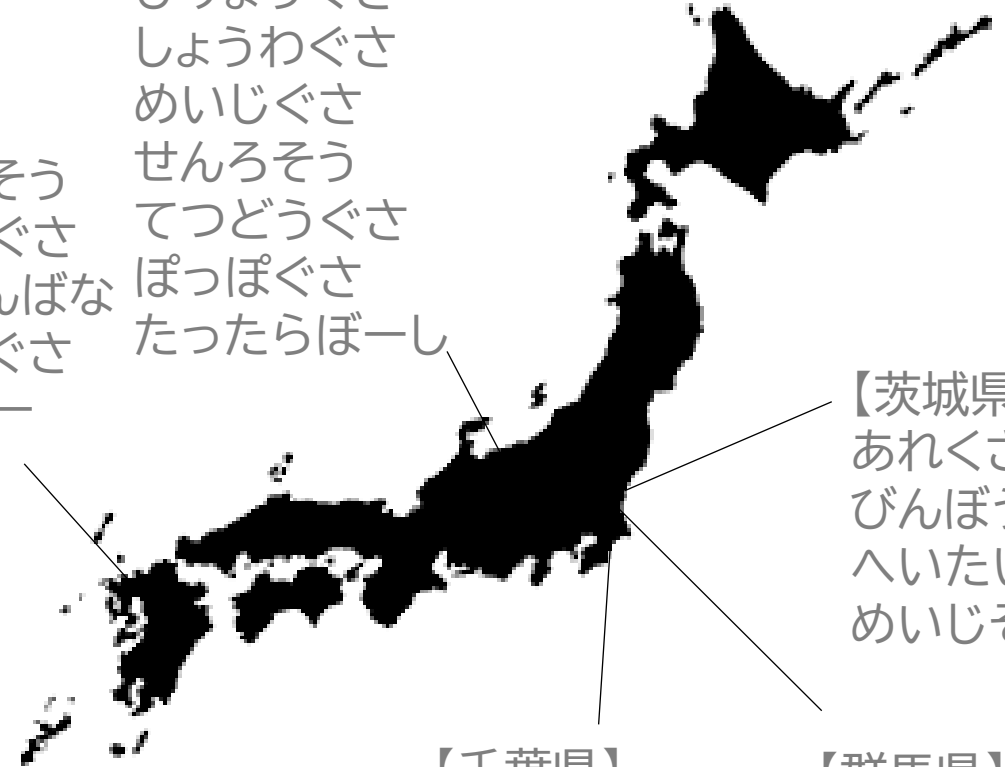 しょうわぐさ
めいじぐさ
せんろそう
てつどうぐさ
ぽっぽぐさ
たったらぼーし
そう
ぐさ
んばな
ぐさ
ー
【茨城県
あれくさ
びんぼう
へいたい
めいじそ
【千葉県】
【群馬県】